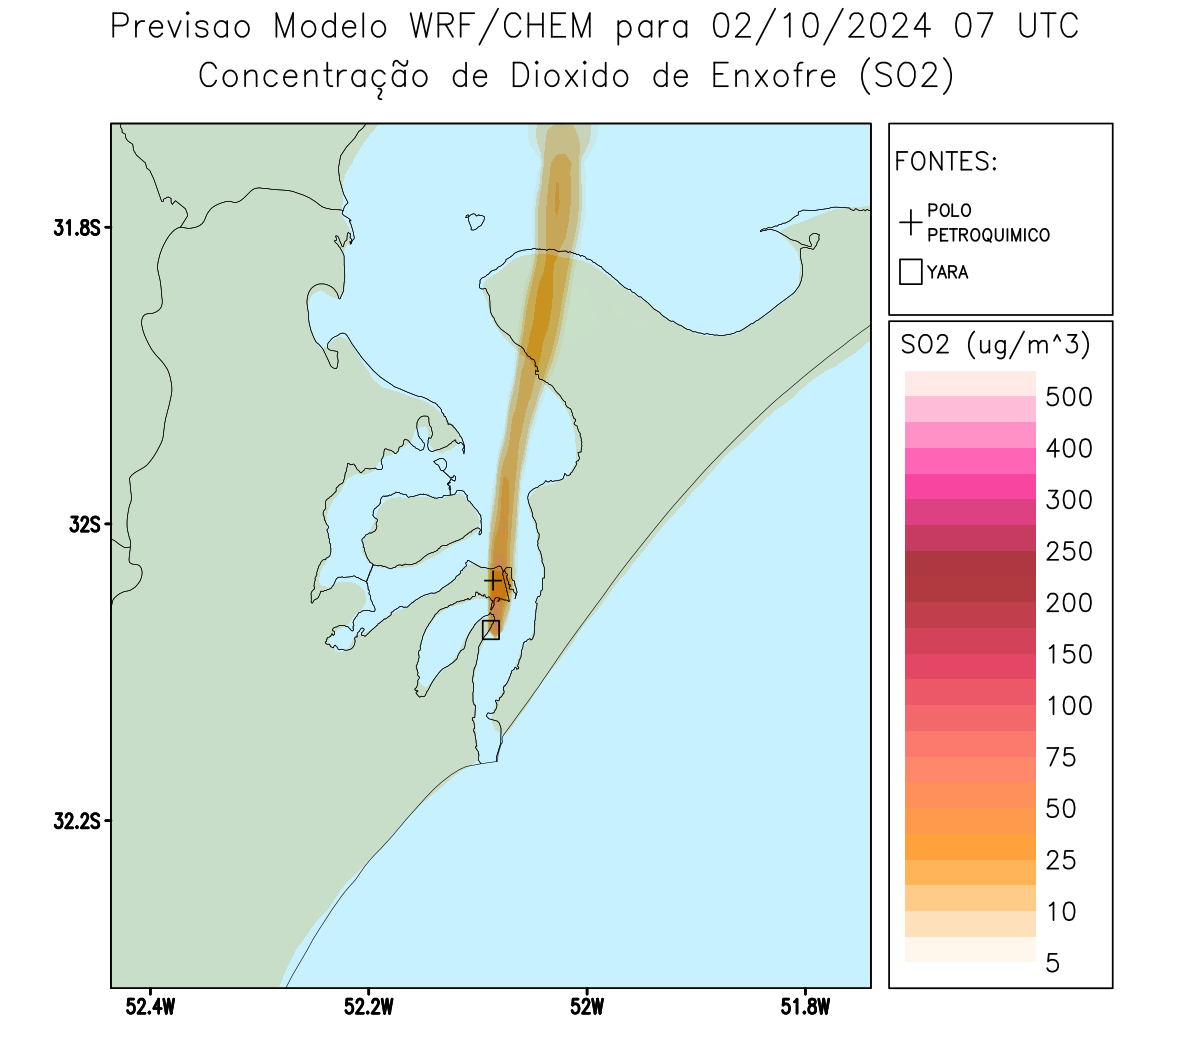 Previsao Modelo WRF/CHEM para 02/10/2024 07 UTC
Concentração de Dioxido de Enxofre (SO2)
FONTES:
POLO
PETROQUIMICO
YARA
SO2 (ug/m^3)
500
400
300
250
200
150
100
75
50
25
10
5
31.8S
32S
32.2S
52.4W
52.2W
52W
51.8W